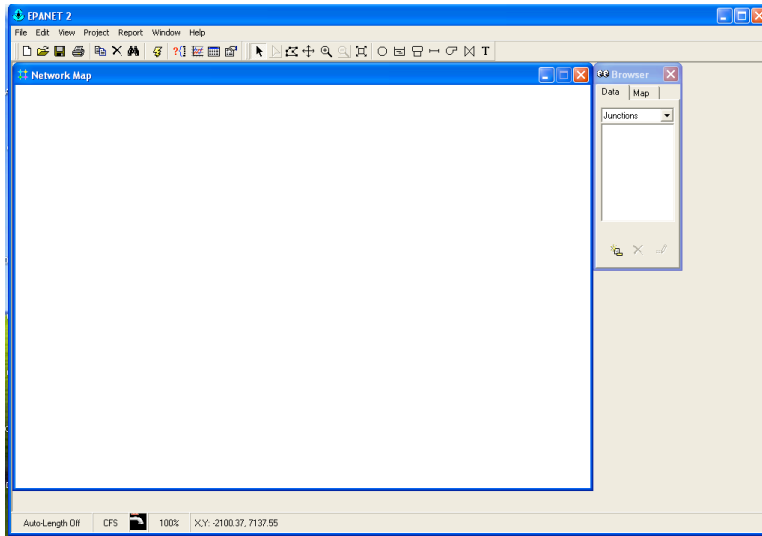 EPANET 2
File Edit View Project Report Window Help
T
Network Map
Browser
Data Map
Junctions
Auto-Length Off CFS 100% X,Y: -2100.37, 7137.55